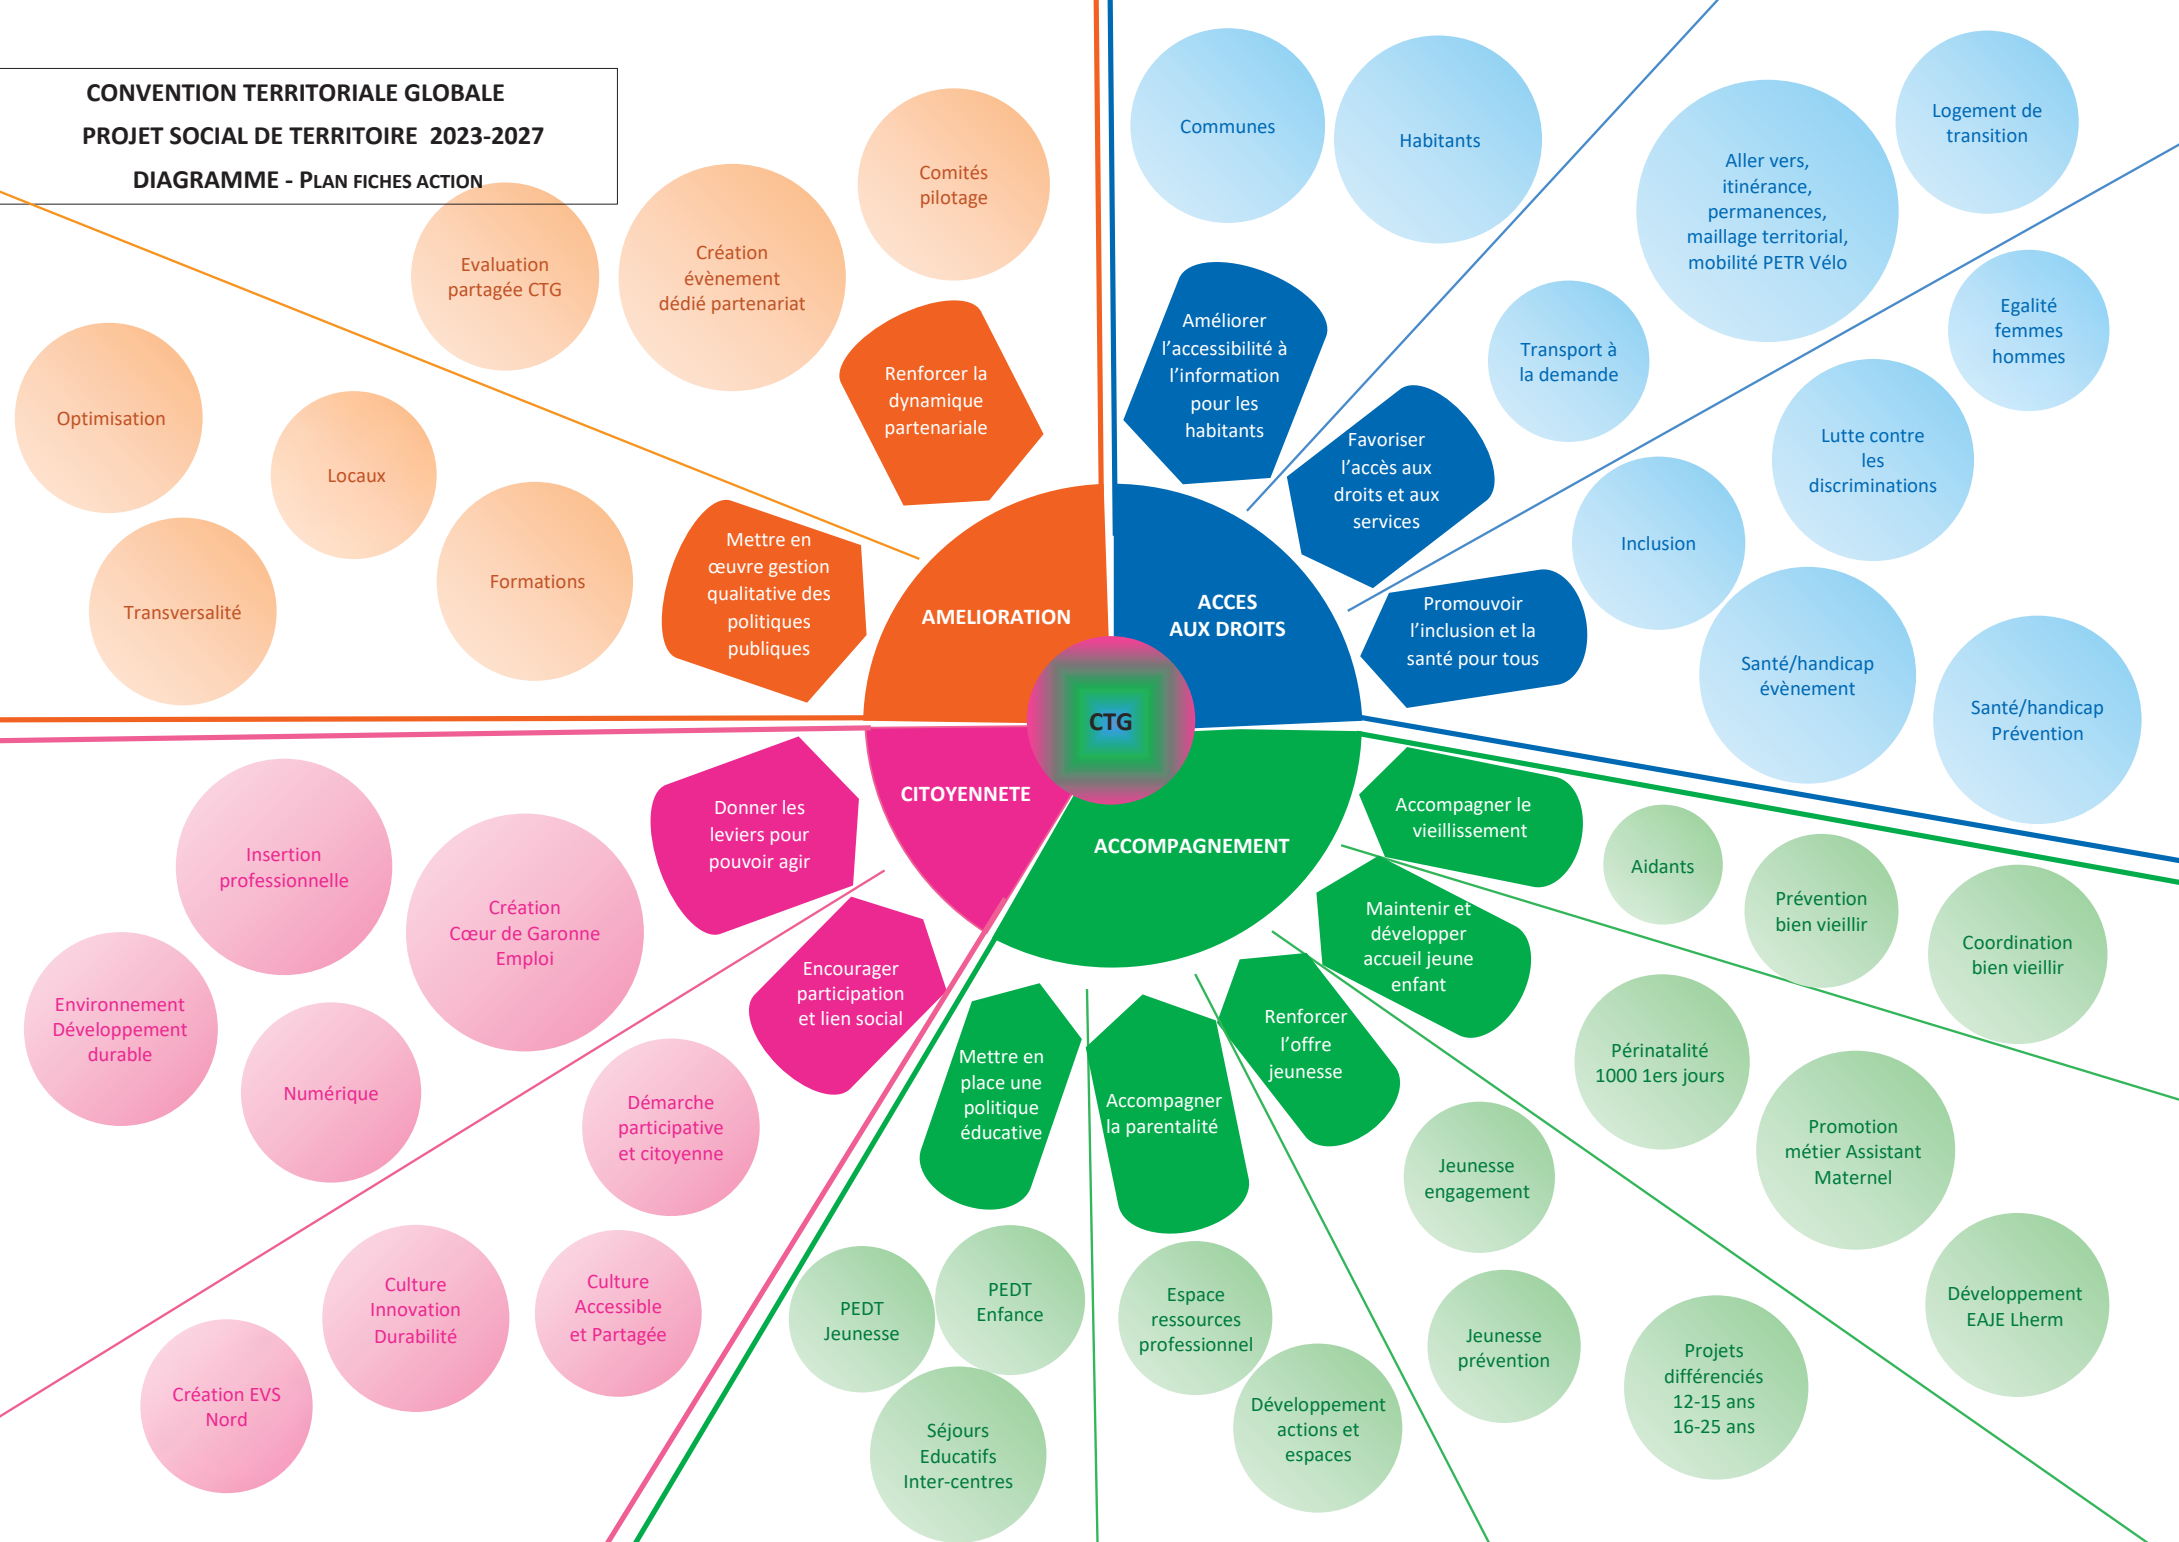 CONVENTION TERRITORIALE GLOBALE
PROJET SOCIAL DE TERRITOIRE 2023-2027
DIAGRAMME - PLAN FICHES ACTION
Comités
pilotage
Création
évènement
dédié partenariat
Evaluation
partagée CTG
Renforcer la
dynamique
partenariale
Optimisation
Locaux
Formations
Transversalité
Mettre en
œuvre gestion
qualitative des
politiques
publiques
AMELIORATION
Communes
Habitants
Améliorer
l’accessibilité à
l’information
pour les
habitants
Logement de
transition
Aller vers,
itinérance,
permanences,
maillage territorial,
mobilité PETR Vélo
Transport à
la demande
Favoriser
l’accès aux
droits et aux
services
Egalité
femmes
hommes
Lutte contre
les
discriminations
Inclusion
Santé/handicap
évènement
Santé/handicap
Prévention
Promouvoir
l’inclusion et la
santé pour tous
ACCES
AUX DROITS
CTG
CITOYENNETE
Donner les
leviers pour
pouvoir agir
Insertion
professionnelle
Création
Cœur de Garonne
Emploi
Environnement
Développement
durable
Numérique
Encourager
participation
et lien social
Démarche
participative
et citoyenne
Culture
Innovation
Durabilité
Culture
Accessible
et Partagée
Création EVS
Nord
ACCOMPAGNEMENT
Accompagner le
vieillissement
Aidants
Prévention
bien vieillir
Coordination
bien vieillir
Maintenir et
développer
accueil jeune
enfant
Périnatalité
1000 1ers jours
Promotion
métier Assistant
Maternel
Développement
EAJE Lherm
Renforcer
l’offre
jeunesse
Jeunesse
engagement
Jeunesse
prévention
Projets
différenciés
12-15 ans
16-25 ans
Accompagner
la parentalité
Espace
ressources
professionnel
Développement
actions et
espaces
Mettre en
place une
politique
éducative
PEDT
Jeunesse
PEDT
Enfance
Séjours
Educatifs
Inter-centres